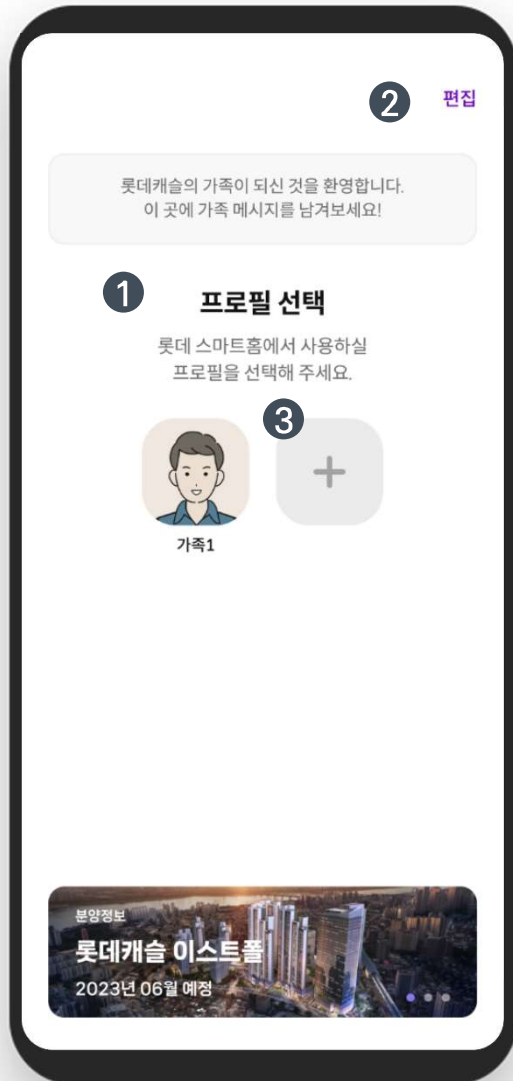 2 편집
롯데캐슬의 가족이 되신 것을 환영합니다.
이 곳에 가족 메시지를 남겨보세요!
1 프로필 선택
롯데 스마트홈에서 사용하실
프로필을 선택해 주세요.
3
가족1
분양정보
롯데캐슬 이스트폴
2023년 06월 예정